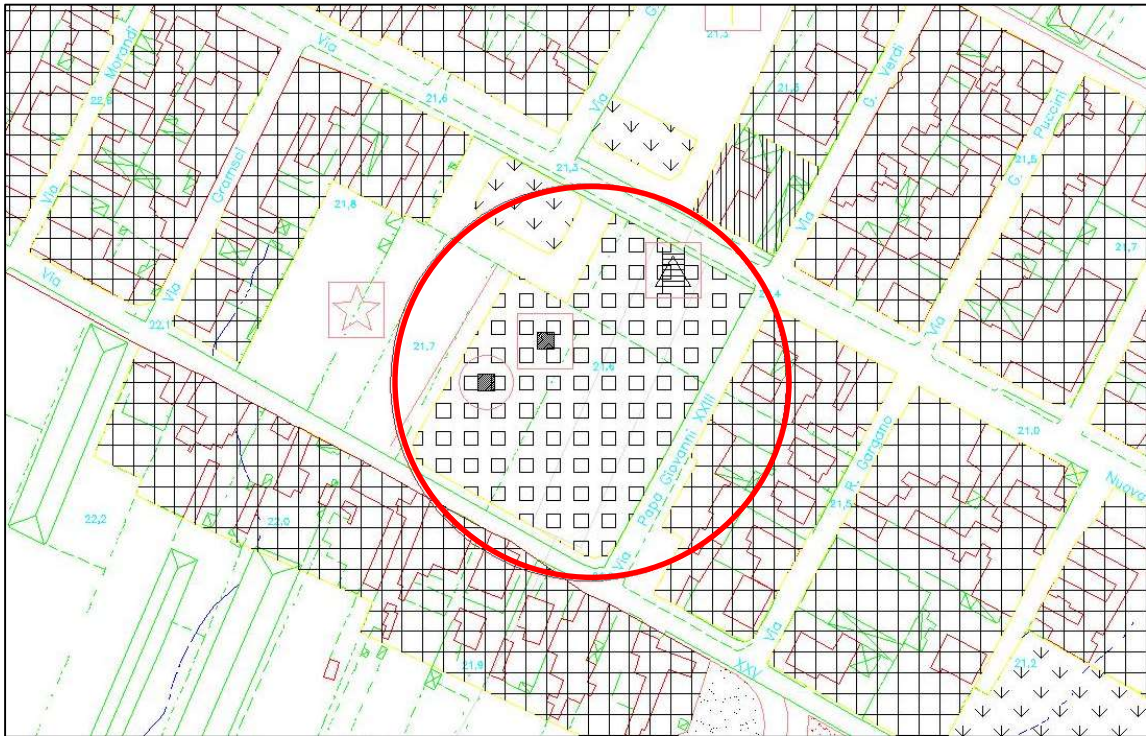 Via
Morandi
22,6
Via
21,6
Gramsci
21,8
Via
Via
22,1
21,7
21,6
Via
21,3
21,3
G.
Verdi
Via
21,4
G. Puccini
21,5
Via
21,7
21,0
Nuova
R. Gargano
21,5
Via
Papa Giovanni XXIII
Via
XXV
22,2
22,0
21,9
21,2